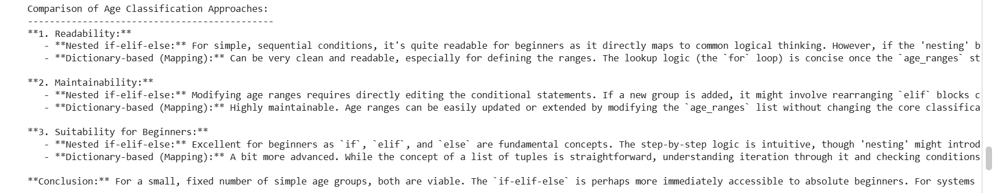 Comparison of Age Classification Approaches:
---------------------------------------------
**1. Readability:**
- **Nested if-elif-else:** For simple, sequential conditions, it's quite readable for beginners as it directly maps to common logical thinking. However, if the 'nesting' b
- **Dictionary-based (Mapping):** Can be very clean and readable, especially for defining the ranges. The lookup logic (the `for` loop) is concise once the `age_ranges` st
**2. Maintainability:**
- **Nested if-elif-else:** Modifying age ranges requires directly editing the conditional statements. If a new group is added, it might involve rearranging `elif` blocks c
- **Dictionary-based (Mapping):** Highly maintainable. Age ranges can be easily updated or extended by modifying the `age_ranges` list without changing the core classifica
**3. Suitability for Beginners:**
- **Nested if-elif-else:** Excellent for beginners as `if`, `elif`, and `else` are fundamental concepts. The step-by-step logic is intuitive, though 'nesting' might introd
- **Dictionary-based (Mapping):** A bit more advanced. While the concept of a list of tuples is straightforward, understanding iteration through it and checking conditions
**Conclusion:** For a small, fixed number of simple age groups, both are viable. The `if-elif-else` is perhaps more immediately accessible to absolute beginners. For systems